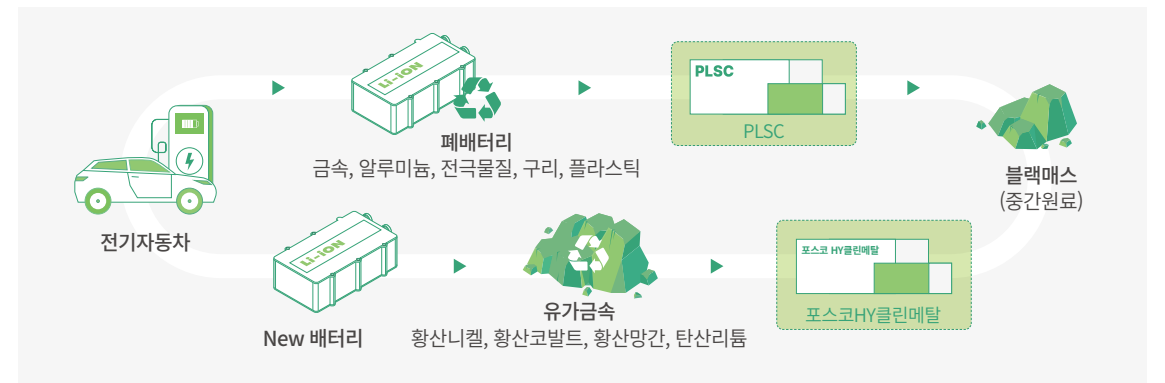 Li-ION
폐배터리
금속, 알루미늄, 전극물질, 구리, 플라스틱
PLSC
PLSC
블랙매스
(중간원료)
전기자동차
Li-ION
New 배터리
유가금속
황산니켈, 황산코발트, 황산망간, 탄산리튬
포스코 HY클린메탈
포스코HY클린메탈